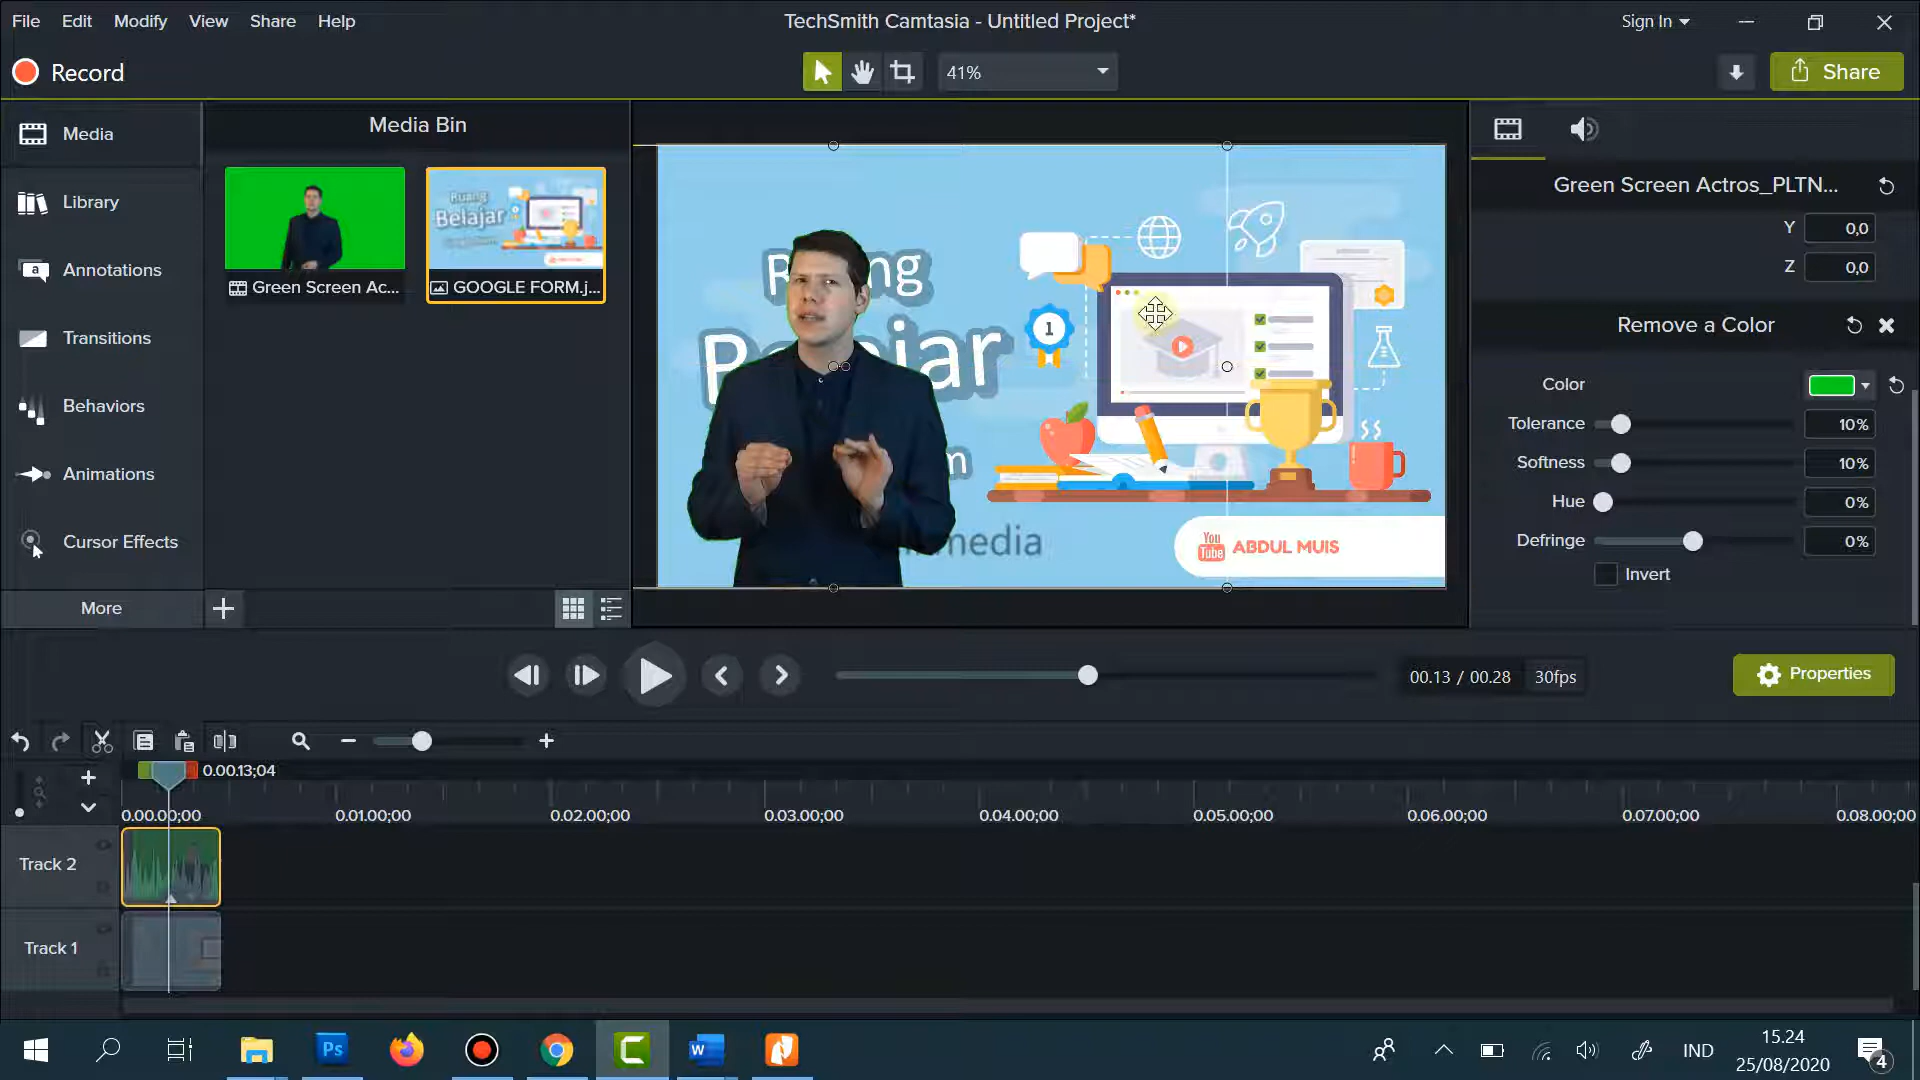 File Edit Modify View Share Help
TechSmith Camtasia - Untitled Project*
Sign In
Record
41%
Share
Media
Library
Annotations
Transitions
Behaviors
Animations
Cursor Effects
More
Media Bin
Ruang
Belajar
Green Screen Ac...
GOOGLE FORM.j...
1
media
You
Tube
ABDUL MUIS
Green Screen Actros_PLTN...
Y 0,0
Z 0,0
Remove a Color
Color
Tolerance 10%
Softness 10%
Hue 0%
Defringe 0%
Invert
00.13 / 00.28 30fps
Properties
0.00.13;04
0.00.00;00 0.01.00;00 0.02.00;00 0.03.00;00 0.04.00;00 0.05.00;00 0.06.00;00 0.07.00;00 0.08.00;00
Track 2
Track 1
Ps
IND
15.24
25/08/2020
4